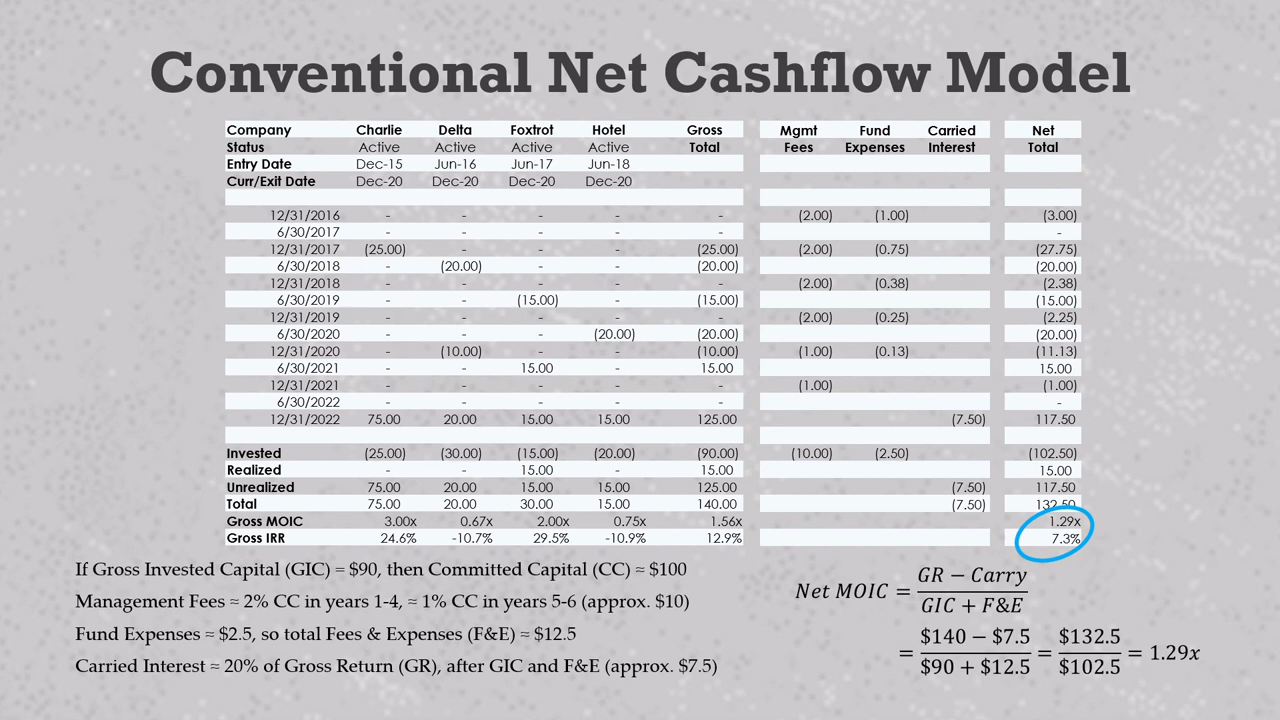 Conventional Net Cashflow Model
Company Charlie Delta Foxtrot Hotel Gross Mgmt Fund Carried Net
Status Active Active Active Active Total Fees Expenses Interest Total
Entry Date Dec-15 Jun-16 Jun-17 Jun-18
Curr/Exit Date Dec-20 Dec-20 Dec-20 Dec-20
12/31/2016 - - - - - (2.00) (1.00) (3.00)
6/30/2017 - - - - - -
12/31/2017 (25.00) - - - (25.00) (2.00) (0.75) (27.75)
6/30/2018 - (20.00) - - (20.00) (20.00)
12/31/2018 - - - - - (2.00) (0.38) (2.38)
6/30/2019 - - (15.00) - (15.00) (15.00)
12/31/2019 - - - - - (2.00) (0.25) (2.25)
6/30/2020 - - - (20.00) (20.00) (20.00)
12/31/2020 - (10.00) - - (10.00) (1.00) (0.13) (11.13)
6/30/2021 - - 15.00 - 15.00 15.00
12/31/2021 - - - - - (1.00) (1.00)
6/30/2022 - - - - - -
12/31/2022 75.00 20.00 15.00 15.00 125.00 (7.50) 117.50
Invested (25.00) (30.00) (15.00) (20.00) (90.00) (10.00) (2.50) (102.50)
Realized - - 15.00 - 15.00 15.00
Unrealized 75.00 20.00 15.00 15.00 125.00 (7.50) 117.50
Total 75.00 20.00 30.00 15.00 140.00 (7.50) 132.50
Gross MOIC 3.00x 0.67x 2.00x 0.75x 1.56x 1.29x
Gross IRR 24.6% -10.7% 29.5% -10.9% 12.9% 7.3%
If Gross Invested Capital (GIC) = $90, then Committed Capital (CC) ≈ $100
Management Fees ≈ 2% CC in years 1-4, ≈ 1% CC in years 5-6 (approx. $10)
Fund Expenses ≈ $2.5, so total Fees & Expenses (F&E) ≈ $12.5
Carried Interest ≈ 20% of Gross Return (GR), after GIC and F&E (approx. $7.5)
GR − Carry
Net MOIC =
GIC + F&E
$140 − $7.5 $132.5
= = = 1.29x
$90 + $12.5 $102.5